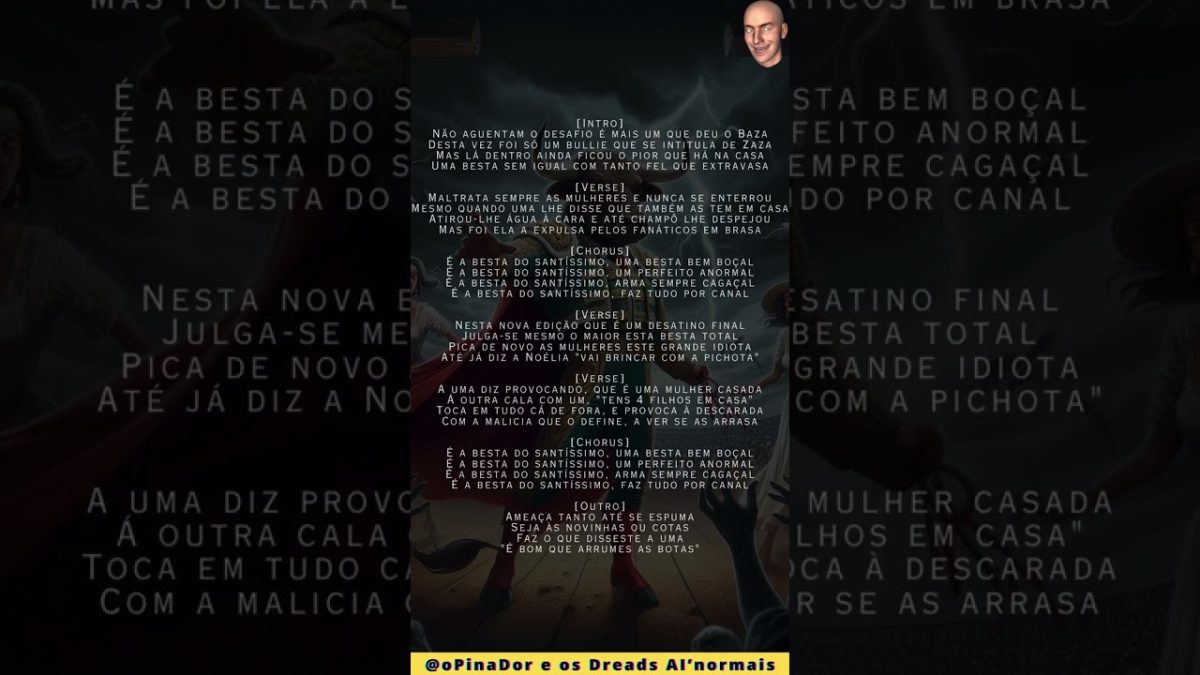 [Intro]
Não aguentam o desafio é mais um que deu o Baza
Desta vez foi só um bullie que se intitula de Zaza
Mas lá dentro ainda ficou o pior que há na casa
Uma besta sem igual com tanto fel que extravasa
[Verse]
Maltrata sempre as mulheres e nunca se enterrou
Mesmo quando uma lhe disse que também as tem em casa
Atirou-lhe água à cara e até champô lhe despejou
Mas foi ela a expulsa pelos fanáticos em brasa
[Chorus]
É a besta do santíssimo, uma besta bem boçal
É a besta do santíssimo, um perfeito anormal
É a besta do santíssimo, arma sempre cagaçal
É a besta do santíssimo, faz tudo por canal
[Verse]
Nesta nova edição que é um desatino final
Julga-se mesmo o maior esta besta total
Pica de novo as mulheres este grande idiota
Até já diz a Noélia "vai brincar com a pichota"
[Verse]
A uma diz provocando, que é uma mulher casada
Á outra cala com um, "tens 4 filhos em casa"
Toca em tudo cá de fora, e provoca à descarada
Com a malicia que o define, a ver se as arrasa
[Chorus]
É a besta do santíssimo, uma besta bem boçal
É a besta do santíssimo, um perfeito anormal
É a besta do santíssimo, arma sempre cagaçal
É a besta do santíssimo, faz tudo por canal
[Outro]
Ameaça tanto até se espuma
Seja às novinhas ou cotas
Faz o que disseste a uma
"É bom que arrumes as botas"
@oPinaDor e os Dreads AI'normais